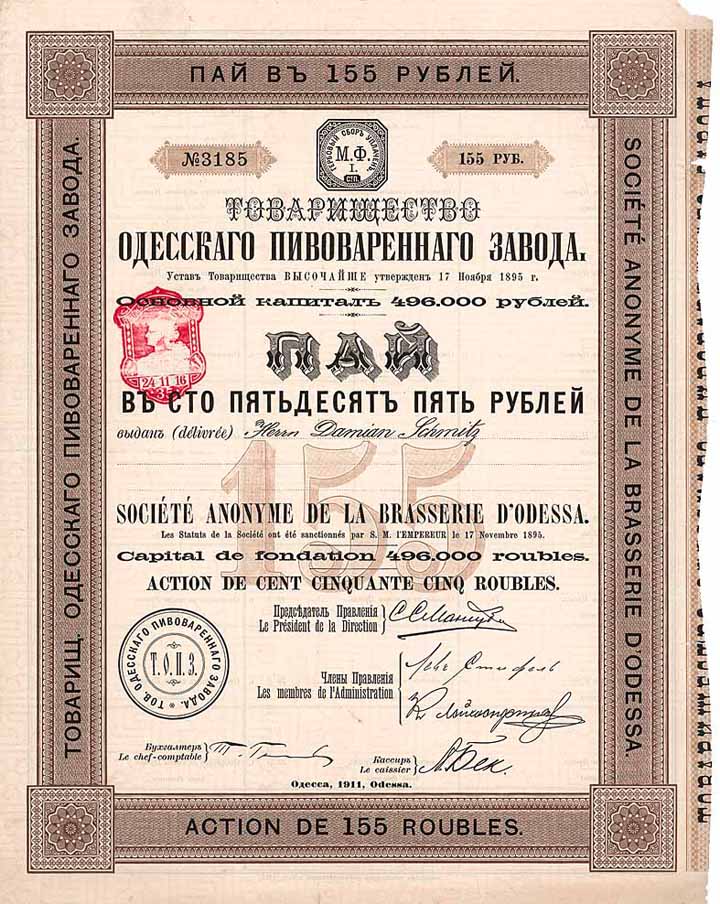 ПАЙ ВЪ 155 РУБЛЕЙ.
ТОВАРИЩ. ОДЕССКАГО ПИВОВАРЕННАГО ЗАВОДА.
SOCIÉTÉ ANONYME DE LA BRASSERIE D'ODESSA.
№3185
ГЕРБОВЫЙ СБОРЪ УПЛАЧЕНЪ
М.Ф.
I.
СПБ
155 РУБ.
ТОВАРИЩЕСТВО
ОДЕССКАГО ПИВОВАРЕННАГО ЗАВОДА.
Уставъ Товарищества ВЫСОЧАЙШЕ утвержденъ 17 Ноября 1895 г.
Основной капиталъ 496.000 рублей.
24 11 16
ПАЙ
ВЪ СТО ПЯТЬДЕСЯТЪ ПЯТЬ РУБЛЕЙ
выданъ (délivrée) Herrn Damian Schmitz
155
SOCIÉTÉ ANONYME DE LA BRASSERIE D'ODESSA.
Les Statuts de la Société ont été sanctionnés par S. M. l'EMPEREUR le 17 Novembre 1895.
Capital de fondation 496.000 roubles.
ACTION DE CENT CINQUANTE CINQ ROUBLES.
Предсѣдатель Правленія
Le Président de la Direction
ТОВ. ОДЕССКАГО ПИВОВАРЕННАГО ЗАВОДА.
Т.О.П.З.
Члены Правленія
Les membres de l'Administration
Бухгалтеръ
Le chef-comptable
Кассиръ
Le caissier
А.Бек.
Одесса, 1911, Odessa.
ACTION DE 155 ROUBLES.